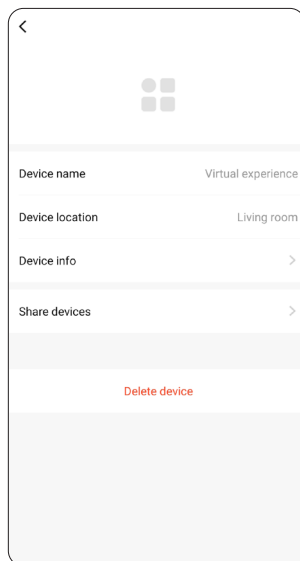 Device name Virtual experience
Device location Living room
Device info
Share devices
Delete device